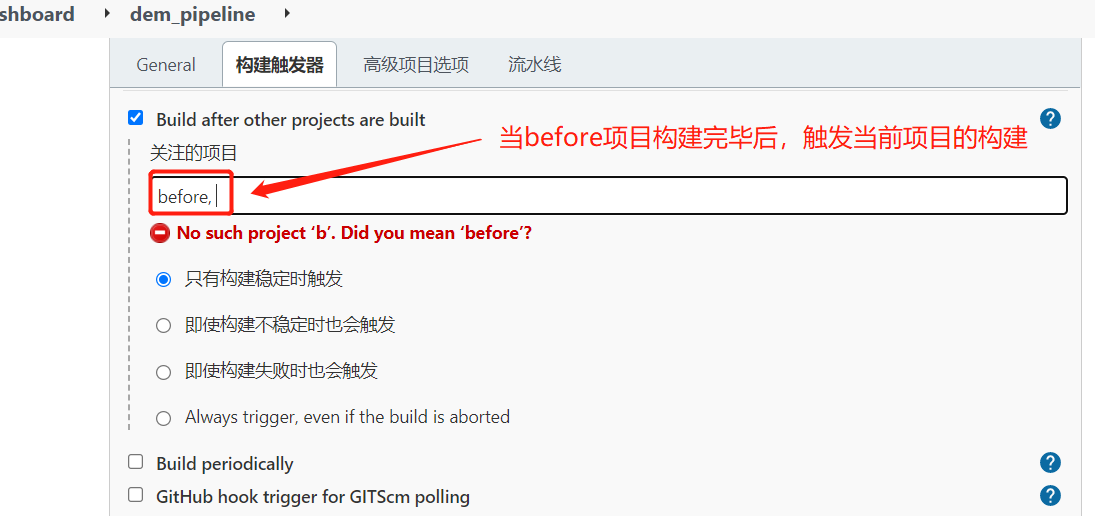 shboard
dem_pipeline
General
构建触发器
高级项目选项
流水线
Build after other projects are built
?
当before项目构建完毕后，触发当前项目的构建
关注的项目
before,
No such project ‘b’. Did you mean ‘before’?
只有构建稳定时触发
即使构建不稳定时也会触发
即使构建失败时也会触发
Always trigger, even if the build is aborted
Build periodically
?
GitHub hook trigger for GITScm polling
?